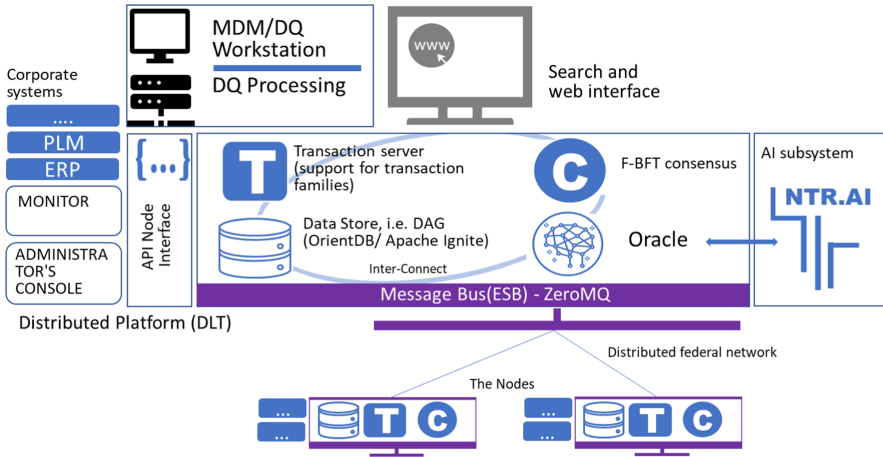 MDM/DQ
Workstation
DQ Processing
www
Search and
web interface
Corporate
systems
....
PLM
ERP
MONITOR
ADMINISTRA
TOR'S
CONSOLE
{...}
API Node
Interface
T
Transaction server
(support for transaction
families)
C
F-BFT consensus
Data Store, i.e. DAG
(OrientDB/ Apache Ignite)
Oracle
Inter-Connect
Message Bus(ESB) - ZeroMQ
AI subsystem
NTR.AI
Distributed Platform (DLT)
Distributed federal network
The Nodes
...
...
T
C
...
...
T
C